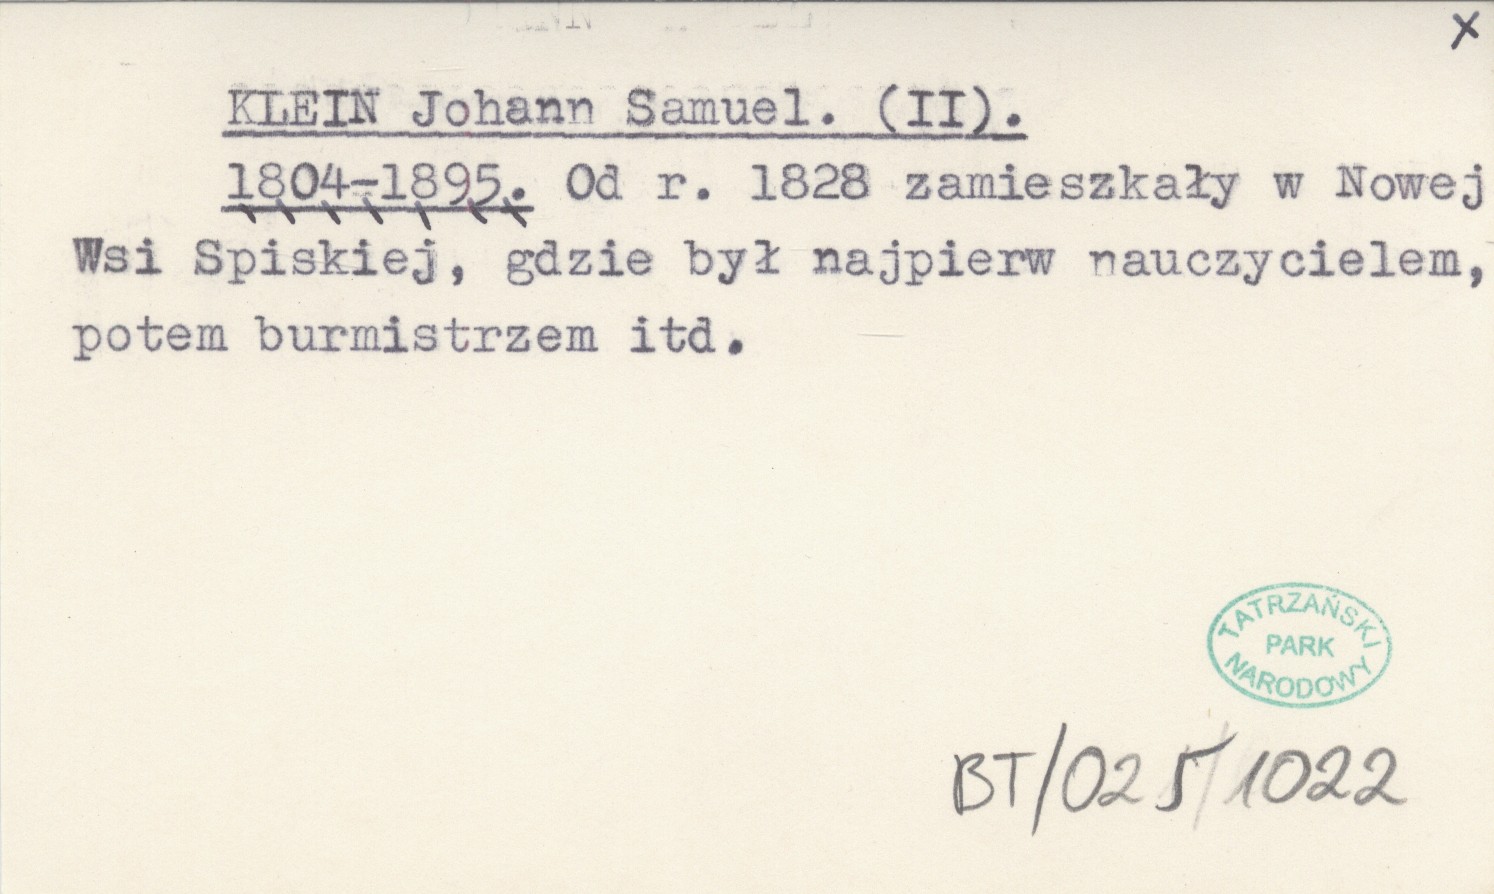 x
KLEIN Johann Samuel. (II).
1804-1895. Od r. 1828 zamieszkały w Nowej
Wsi Spiskiej, gdzie był najpierw nauczycielem,
potem burmistrzem itd.
TATRZAŃSKI
PARK
NARODOWY
BT/025/1022